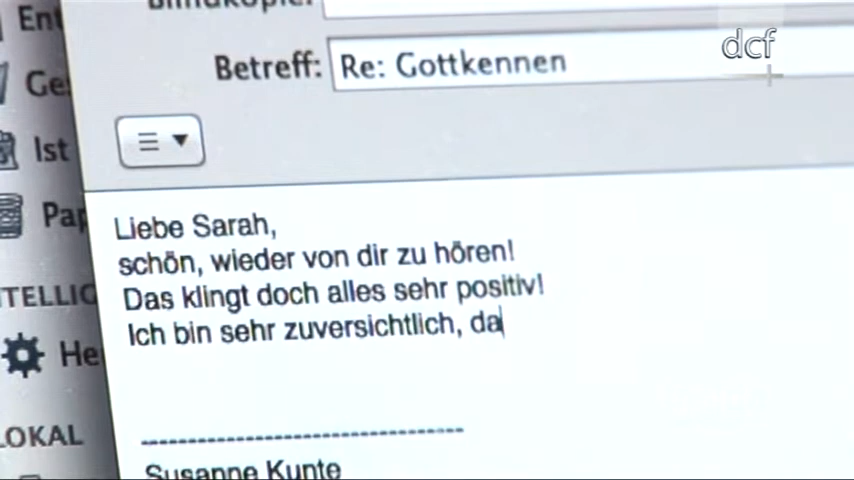 Ent
dcf
Betreff: Re: Gottkennen
Ge
Ist
Pap
Liebe Sarah,
schön, wieder von dir zu hören!
Das klingt doch alles sehr positiv!
Ich bin sehr zuversichtlich, da
TELLIG
He
LOKAL
--------------------------------
Susanne Kunte